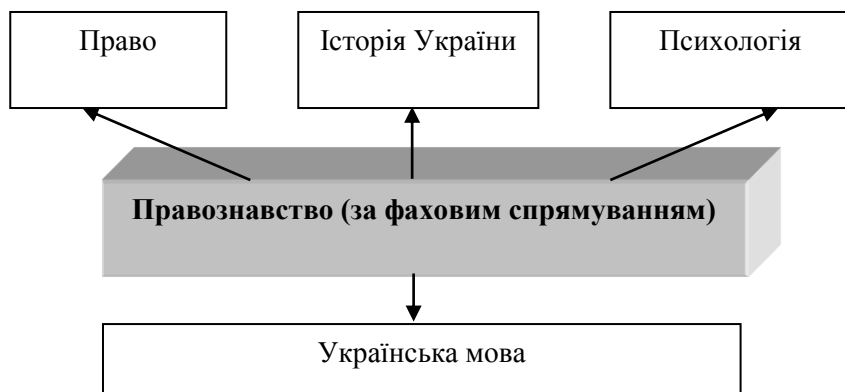 Право
Історія України
Психологія
Правознавство (за фаховим спрямуванням)
Українська мова